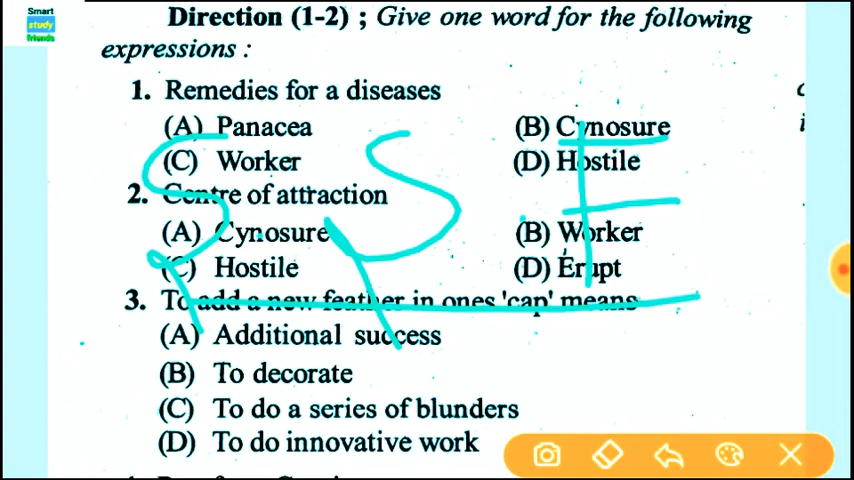 Smart
study
friends
Direction (1-2) ; Give one word for the following
expressions :
1. Remedies for a diseases
(A) Panacea (B) Cynosure
(C) Worker (D) Hostile
2. Centre of attraction
(A) Cynosure (B) Worker
(C) Hostile (D) Erupt
3. To add a new feather in ones 'cap' means
(A) Additional success
(B) To decorate
(C) To do a series of blunders
(D) To do innovative work
SSF